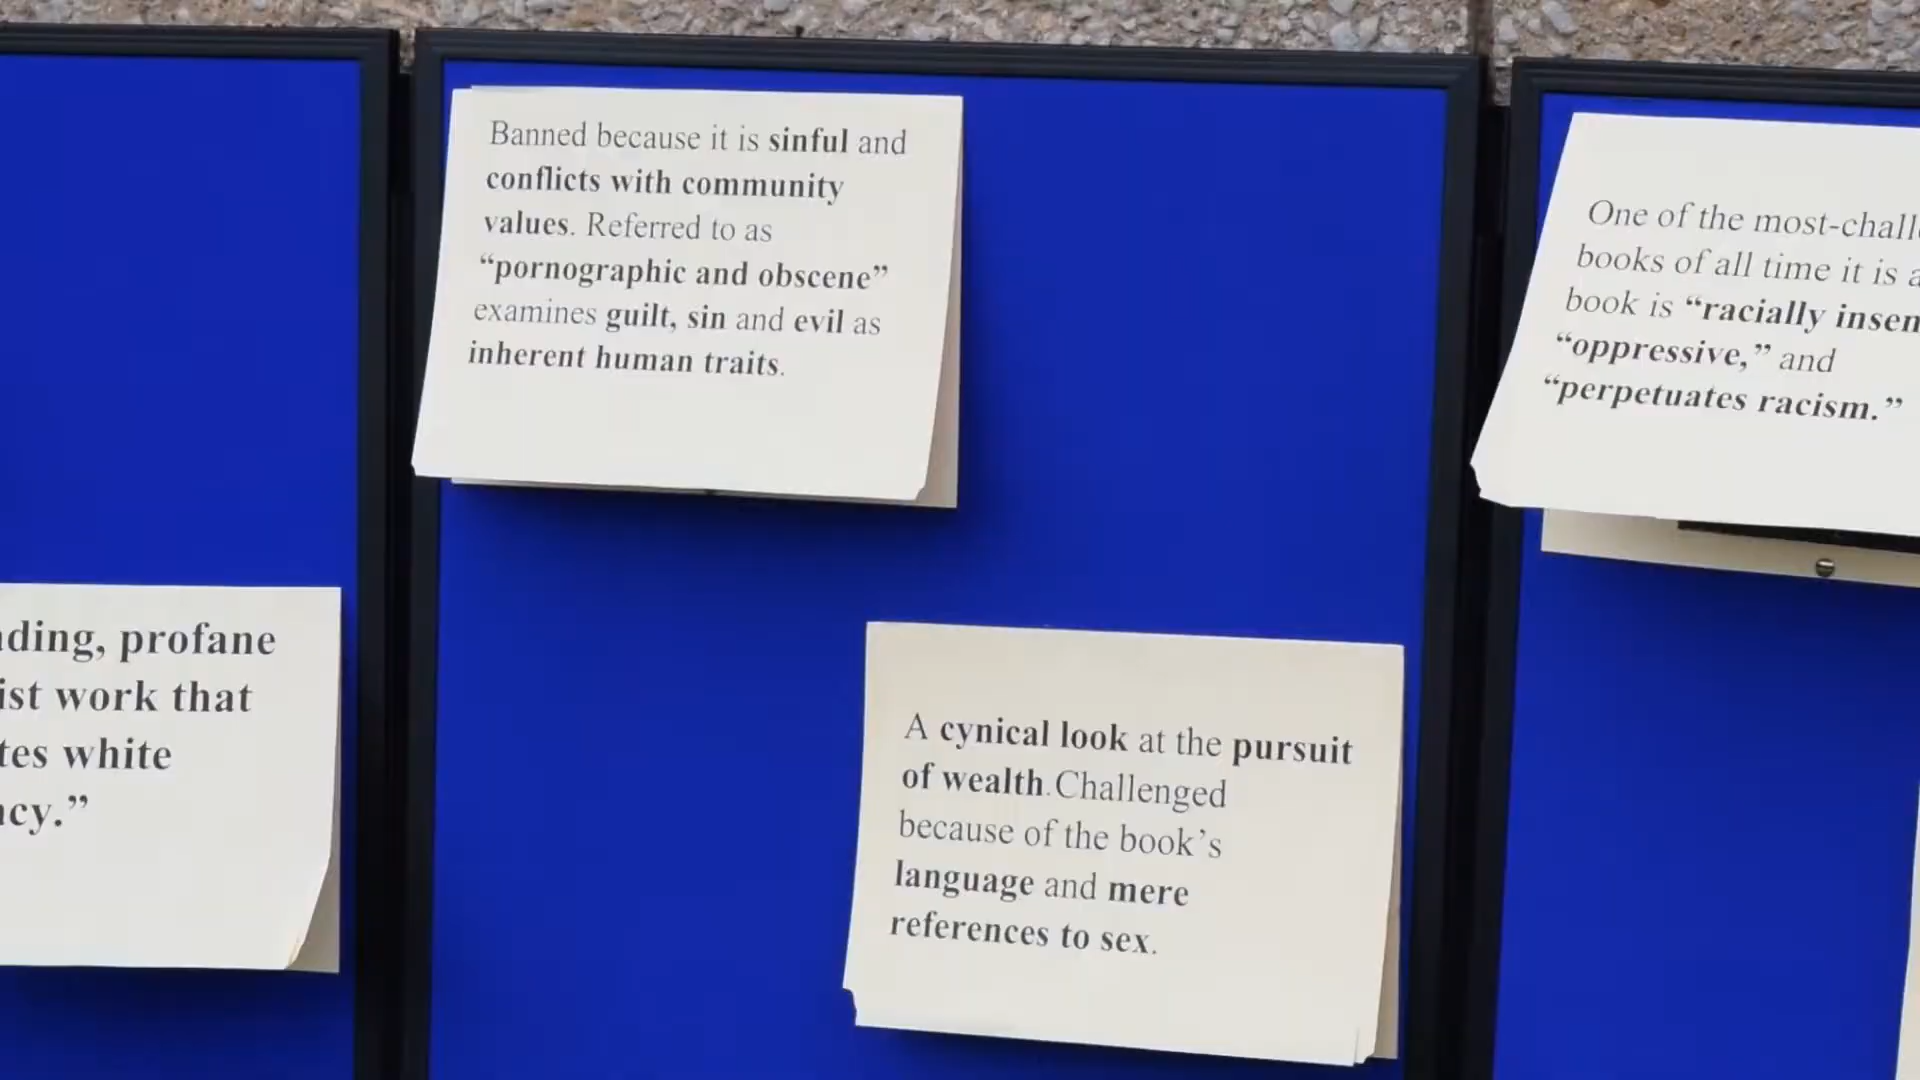 Banned because it is sinful and
conflicts with community
values. Referred to as
“pornographic and obscene”
examines guilt, sin and evil as
inherent human traits.
One of the most-chall
books of all time it is a
book is “racially insen
“oppressive,” and
“perpetuates racism.”
ding, profane
ist work that
tes white
cy.”
A cynical look at the pursuit
of wealth.Challenged
because of the book’s
language and mere
references to sex.